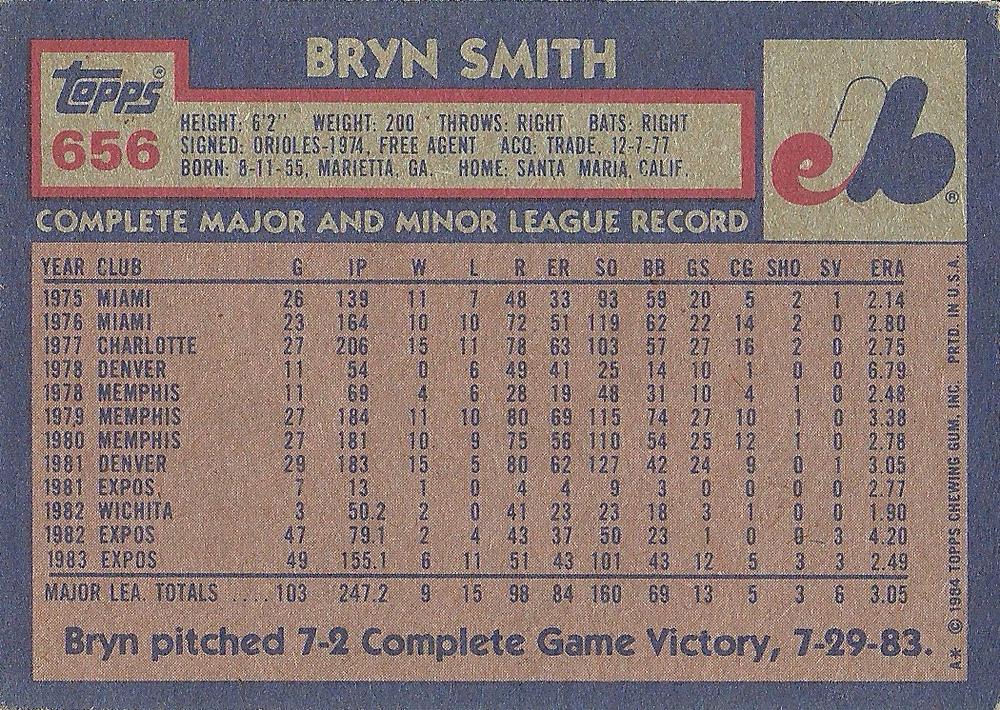 BRYN SMITH
Topps®
656
HEIGHT: 6'2" WEIGHT: 200 THROWS: RIGHT BATS: RIGHT
SIGNED: ORIOLES-1974, FREE AGENT ACQ: TRADE, 12-7-77
BORN: 8-11-55, MARIETTA, GA. HOME: SANTA MARIA, CALIF.
eb®
COMPLETE MAJOR AND MINOR LEAGUE RECORD
YEAR CLUB G IP W L R ER SO BB GS CG SHO SV ERA
1975 MIAMI 26 139 11 7 48 33 93 59 20 5 2 1 2.14
1976 MIAMI 23 164 10 10 72 51 119 62 22 14 2 0 2.80
1977 CHARLOTTE 27 206 15 11 78 63 103 57 27 16 2 0 2.75
1978 DENVER 11 54 0 6 49 41 25 14 10 1 0 0 6.79
1978 MEMPHIS 11 69 4 6 28 19 48 31 10 4 1 0 2.48
1979 MEMPHIS 27 184 11 10 80 69 115 74 27 10 1 0 3.38
1980 MEMPHIS 27 181 10 9 75 56 110 54 25 12 1 0 2.78
1981 DENVER 29 183 15 5 80 62 127 42 24 9 0 1 3.05
1981 EXPOS 7 13 1 0 4 4 9 3 0 0 0 0 2.77
1982 WICHITA 3 50.2 2 0 41 23 23 18 3 1 0 0 1.90
1982 EXPOS 47 79.1 2 4 43 37 50 23 1 0 0 3 4.20
1983 EXPOS 49 155.1 6 11 51 43 101 43 12 5 3 3 2.49
MAJOR LEA. TOTALS .... 103 247.2 9 15 98 84 160 69 13 5 3 6 3.05
Bryn pitched 7-2 Complete Game Victory, 7-29-83.
A* © 1984 TOPPS CHEWING GUM, INC. PRTD. IN U.S.A.